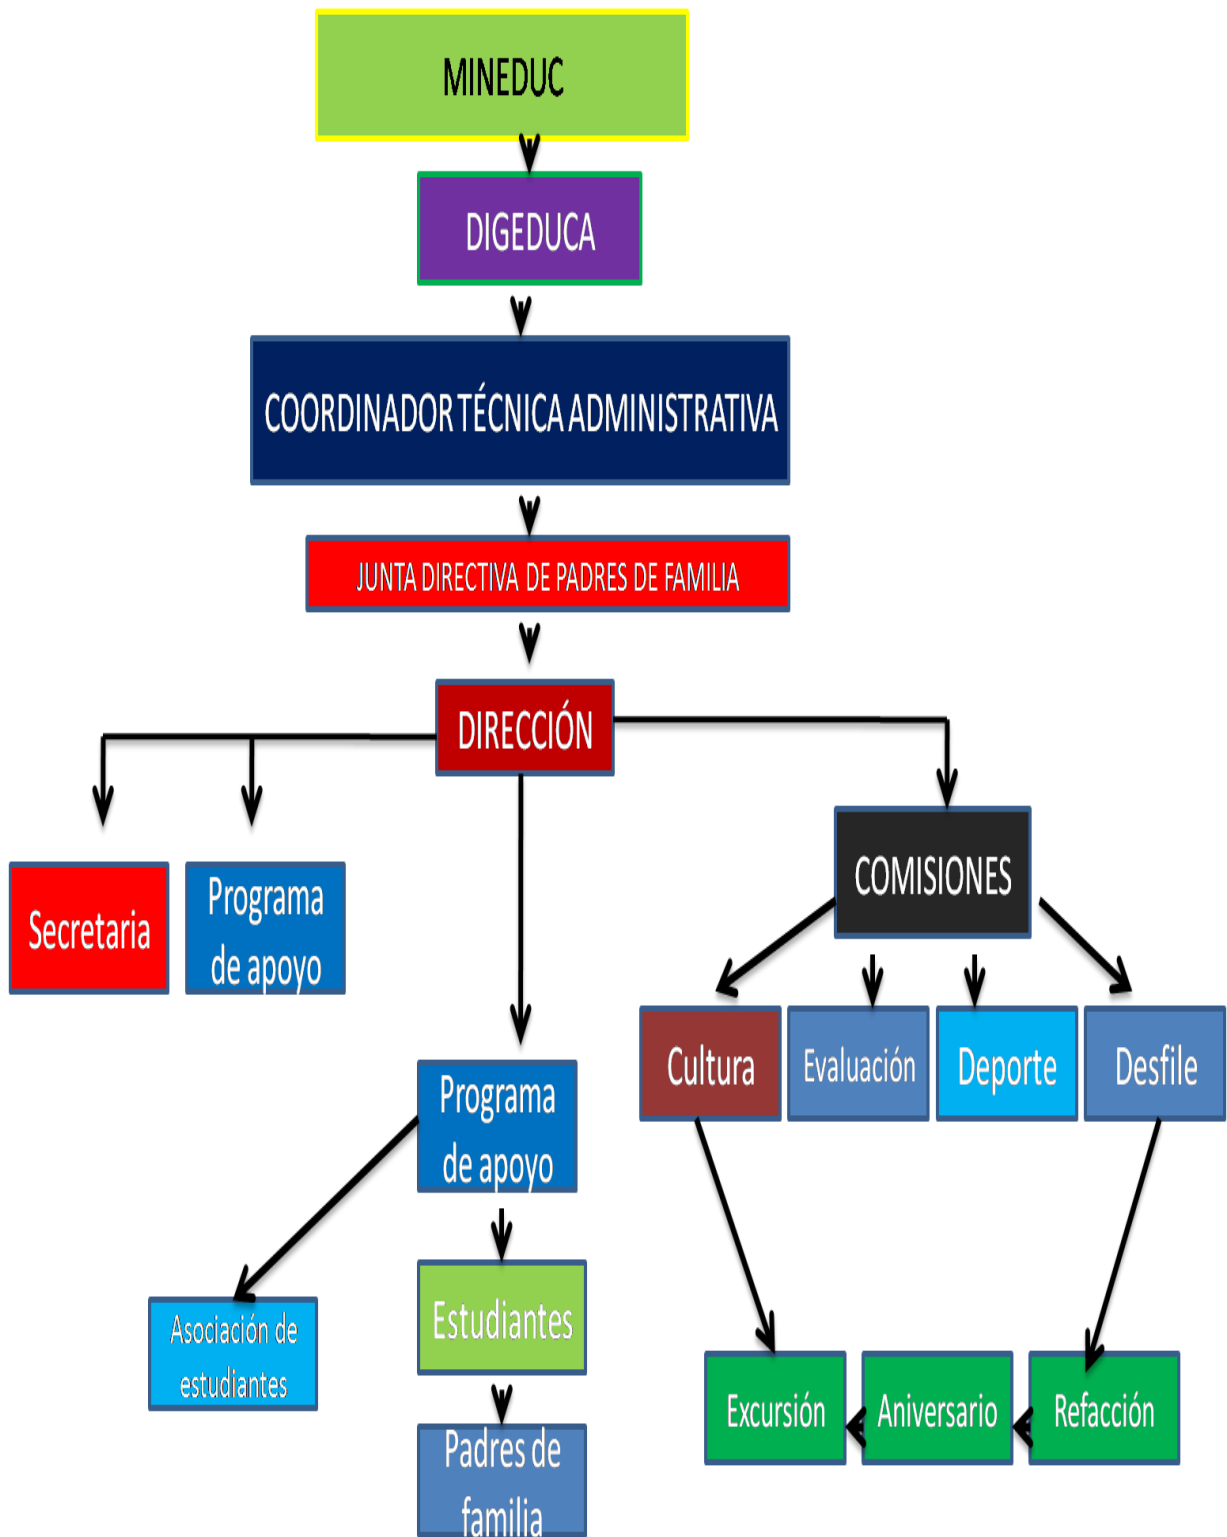 MINEDUC
DIGEDUCA
COORDINADOR TÉCNICA ADMINISTRATIVA
JUNTA DIRECTIVA DE PADRES DE FAMILIA
DIRECCIÓN
COMISIONES
Secretaria
Programa
de apoyo
Cultura
Evaluación
Deporte
Desfile
Programa
de apoyo
Asociación de
estudiantes
Estudiantes
Excursión
Aniversario
Refacción
Padres de
familia